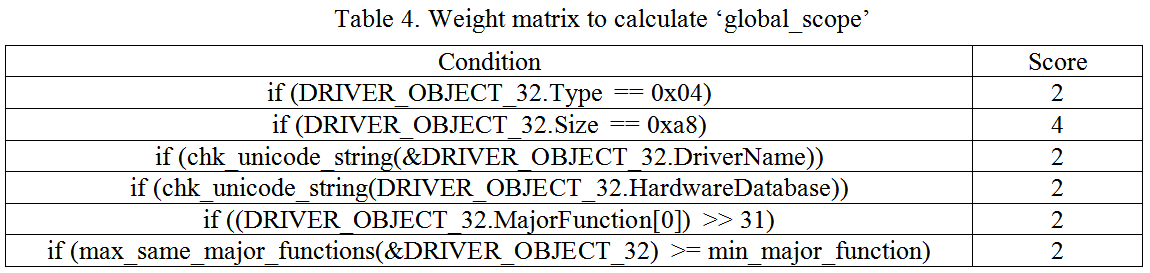 Table 4. Weight matrix to calculate ‘global_scope’
Condition Score
if (DRIVER_OBJECT_32.Type == 0x04) 2
if (DRIVER_OBJECT_32.Size == 0xa8) 4
if (chk_unicode_string(&DRIVER_OBJECT_32.DriverName)) 2
if (chk_unicode_string(DRIVER_OBJECT_32.HardwareDatabase)) 2
if ((DRIVER_OBJECT_32.MajorFunction[0]) >> 31) 2
if (max_same_major_functions(&DRIVER_OBJECT_32) >= min_major_function) 2